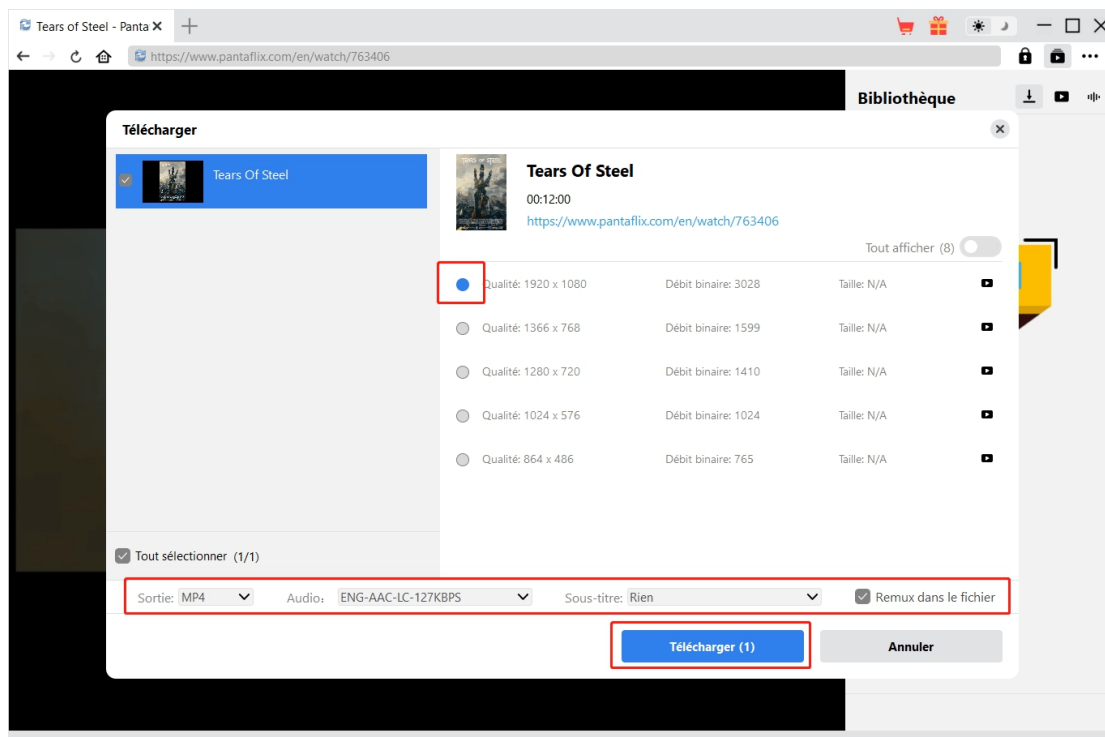 Tears of Steel - Panta
https://www.pantaflix.com/en/watch/763406
Bibliothèque
Télécharger
Tears Of Steel
Tears Of Steel
00:12:00
https://www.pantaflix.com/en/watch/763406
Tout afficher (8)
Qualité: 1920 x 1080 Débit binaire: 3028 Taille: N/A
Qualité: 1366 x 768 Débit binaire: 1599 Taille: N/A
Qualité: 1280 x 720 Débit binaire: 1410 Taille: N/A
Qualité: 1024 x 576 Débit binaire: 1024 Taille: N/A
Qualité: 864 x 486 Débit binaire: 765 Taille: N/A
Tout sélectionner (1/1)
Sortie: MP4 Audio: ENG-AAC-LC-127KBPS Sous-titre: Rien Remux dans le fichier
Télécharger (1) Annuler